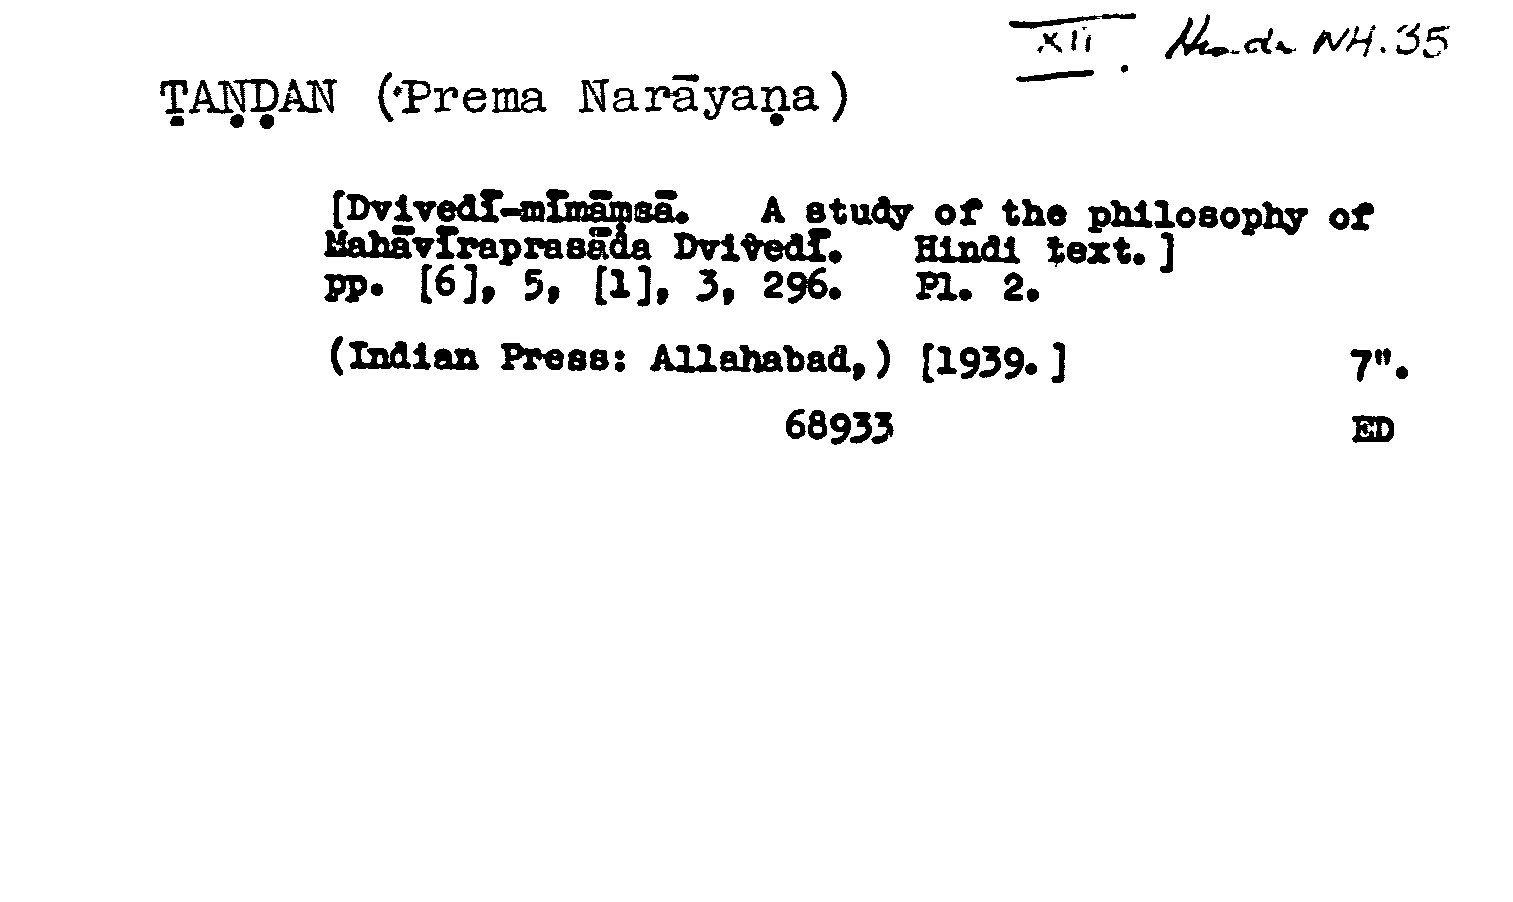 XII. Hindi NH.35
ṬAṆḌAN (Prema Narāyaṇa)
[Dvivedī-mīmāṃsā. A study of the philosophy of
Mahāvīraprasāda Dvivedī. Hindi text.]
pp. [6], 5, [1], 3, 296. Pl. 2.
(Indian Press: Allahabad,) [1939.] 7".
68933 ED